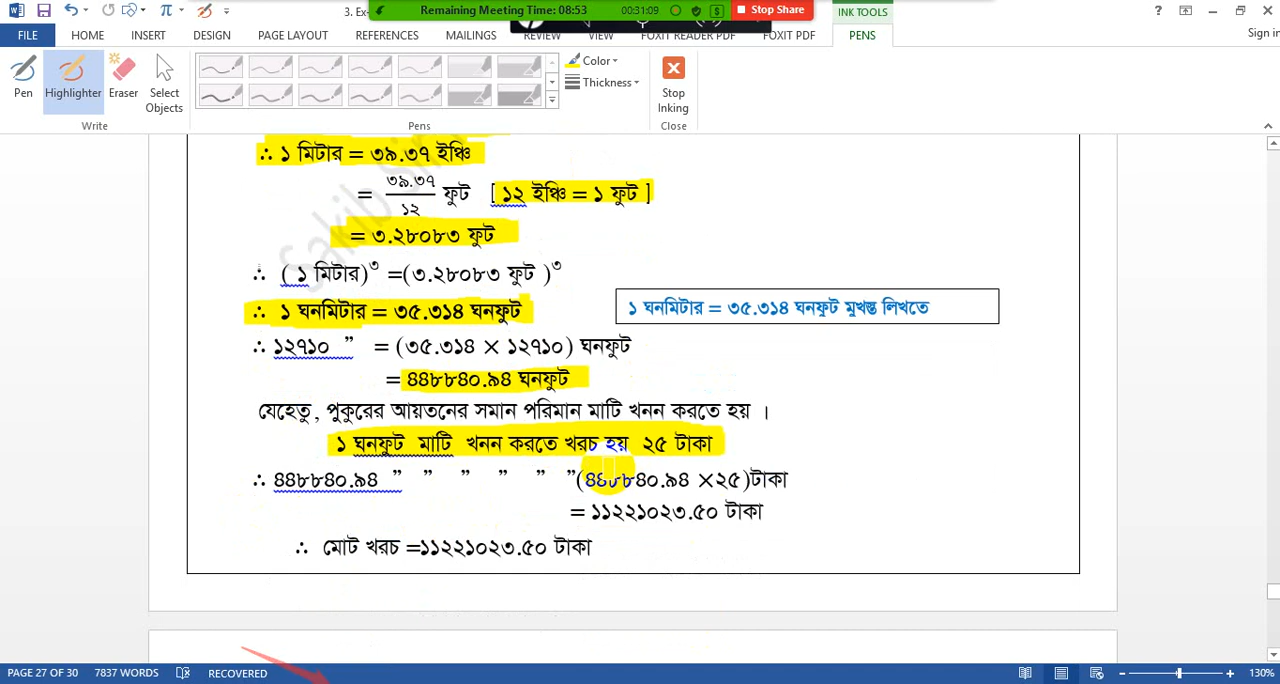 3. Ex-
Remaining Meeting Time: 08:53
00:31:09
Stop Share
INK TOOLS
FILE HOME INSERT DESIGN PAGE LAYOUT REFERENCES MAILINGS REVIEW VIEW FOXIT READER PDF FOXIT PDF PENS Sign in
Pen Highlighter Eraser Select Objects
Color
Thickness
Stop Inking
Write Pens Close
∴ ১ মিটার = ৩৯.৩৭ ইঞ্চি
= ৩৯.৩৭/১২ ফুট [ ১২ ইঞ্চি = ১ ফুট ]
= ৩.২৮০৮৩ ফুট
∴ ( ১ মিটার)³ =(৩.২৮০৮৩ ফুট )³
∴ ১ ঘনমিটার = ৩৫.৩১৪ ঘনফুট
১ ঘনমিটার = ৩৫.৩১৪ ঘনফুট মুখস্ত লিখতে
∴ ১২৭১০ ” = (৩৫.৩১৪ × ১২৭১০) ঘনফুট
= ৪৪৮৮৪০.৯৪ ঘনফুট
যেহেতু, পুকুরের আয়তনের সমান পরিমান মাটি খনন করতে হয় ।
১ ঘনফুট মাটি খনন করতে খরচ হয় ২৫ টাকা
∴ ৪৪৮৮৪০.৯৪ ” ” ” ” ” ”(৪৪৮৮৪০.৯৪ ×২৫)টাকা
= ১১২২১০২৩.৫০ টাকা
∴ মোট খরচ =১১২২১০২৩.৫০ টাকা
PAGE 27 OF 30 7837 WORDS RECOVERED 130%